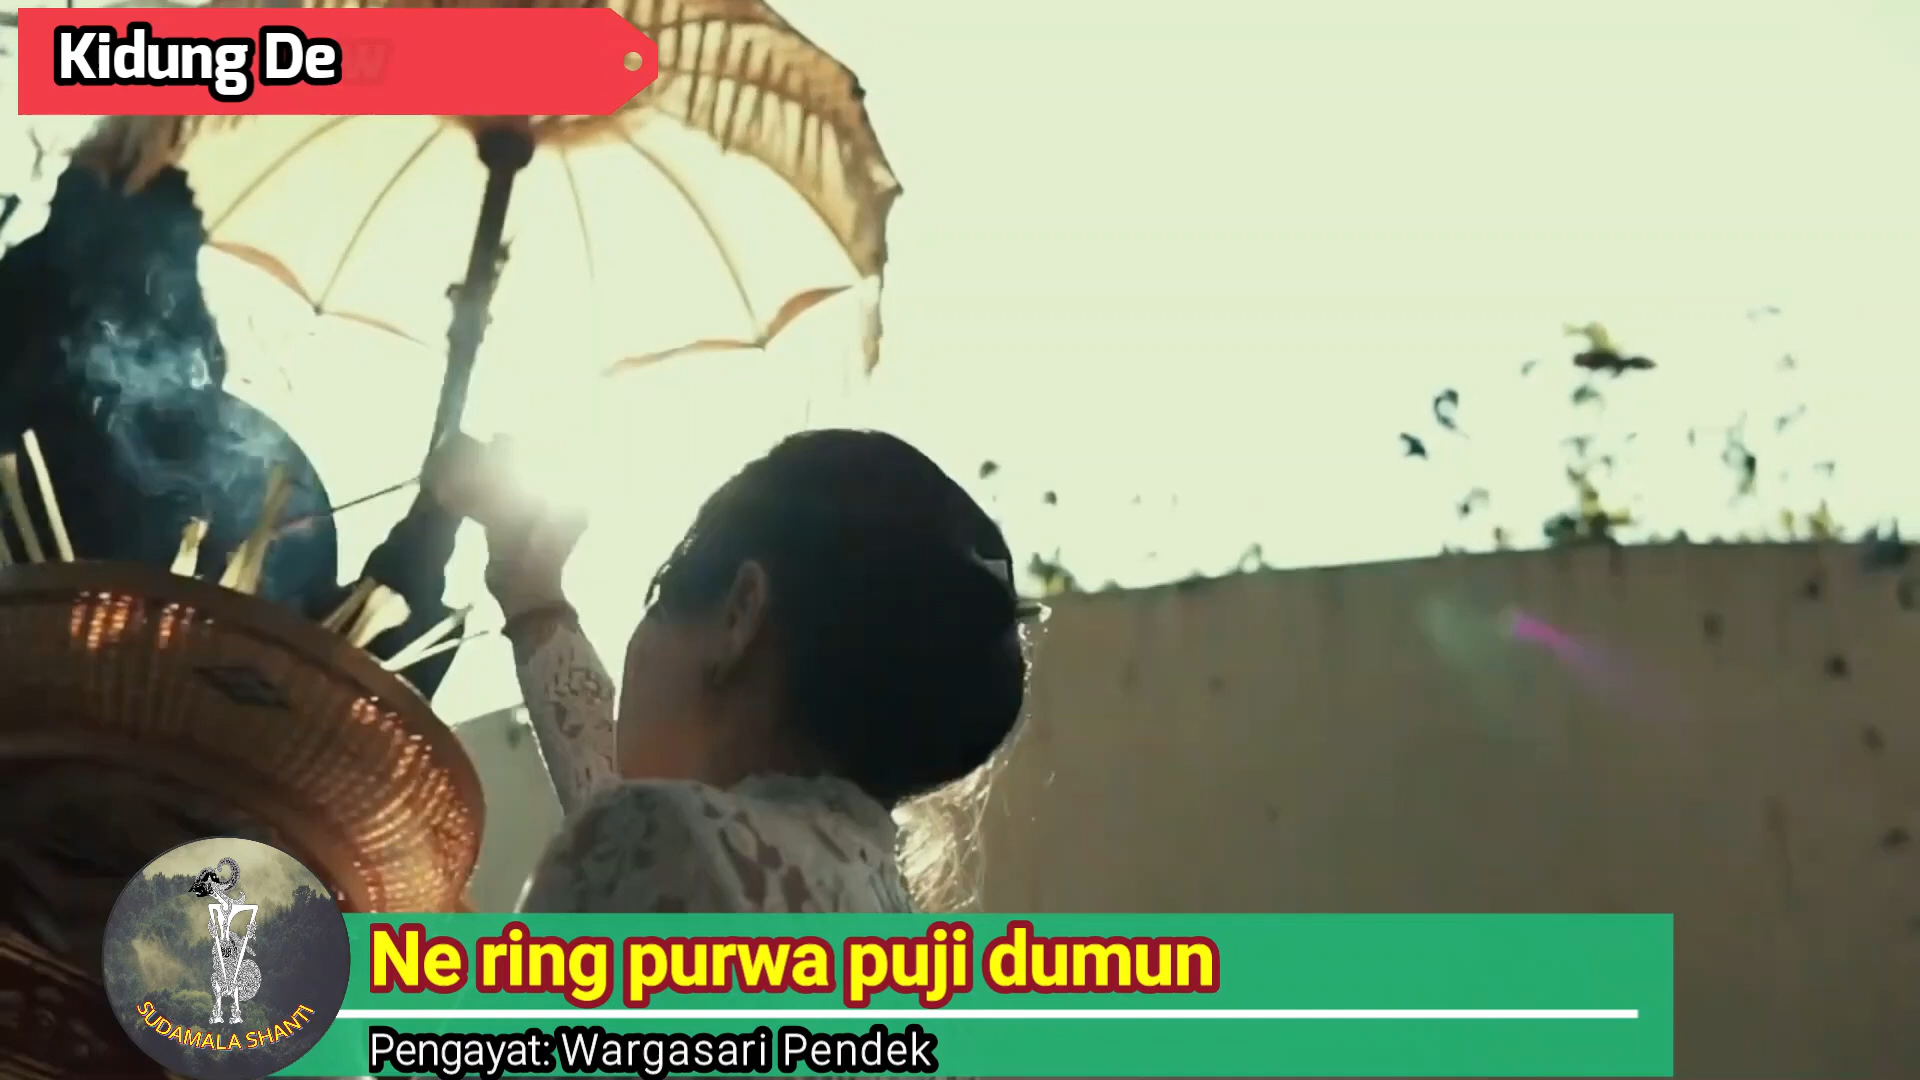 Kidung De
Ne ring purwa puji dumun
SUDAMALA SHANTI
Pengayat: Wargasari Pendek